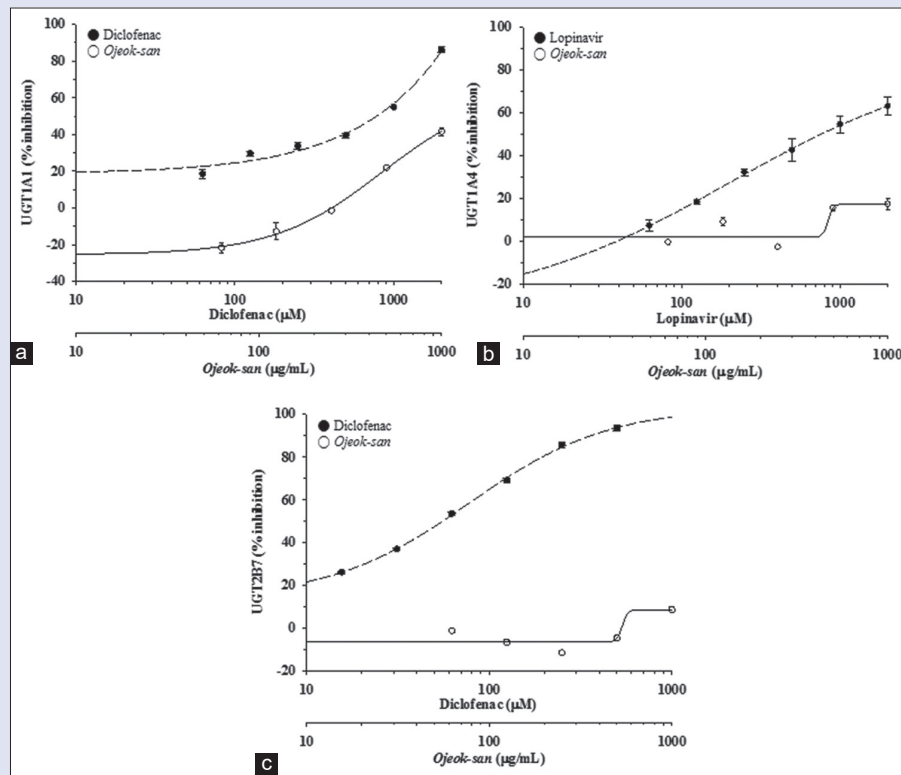 Diclofenac
Ojeok-san
100
80
60
40
20
0
-20
-40
UGT1A1 (% inhibition)
10
100
1000
Diclofenac (μM)
10
100
1000
Ojeok-san (μg/mL)
a
Lopinavir
Ojeok-san
100
80
60
40
20
0
-20
UGT1A4 (% inhibition)
10
100
1000
Lopinavir (μM)
10
100
1000
Ojeok-san (μg/mL)
b
Diclofenac
Ojeok-san
100
80
60
40
20
0
-20
UGT2B7 (% inhibition)
10
100
1000
Diclofenac (μM)
10
100
1000
Ojeok-san (μg/mL)
c